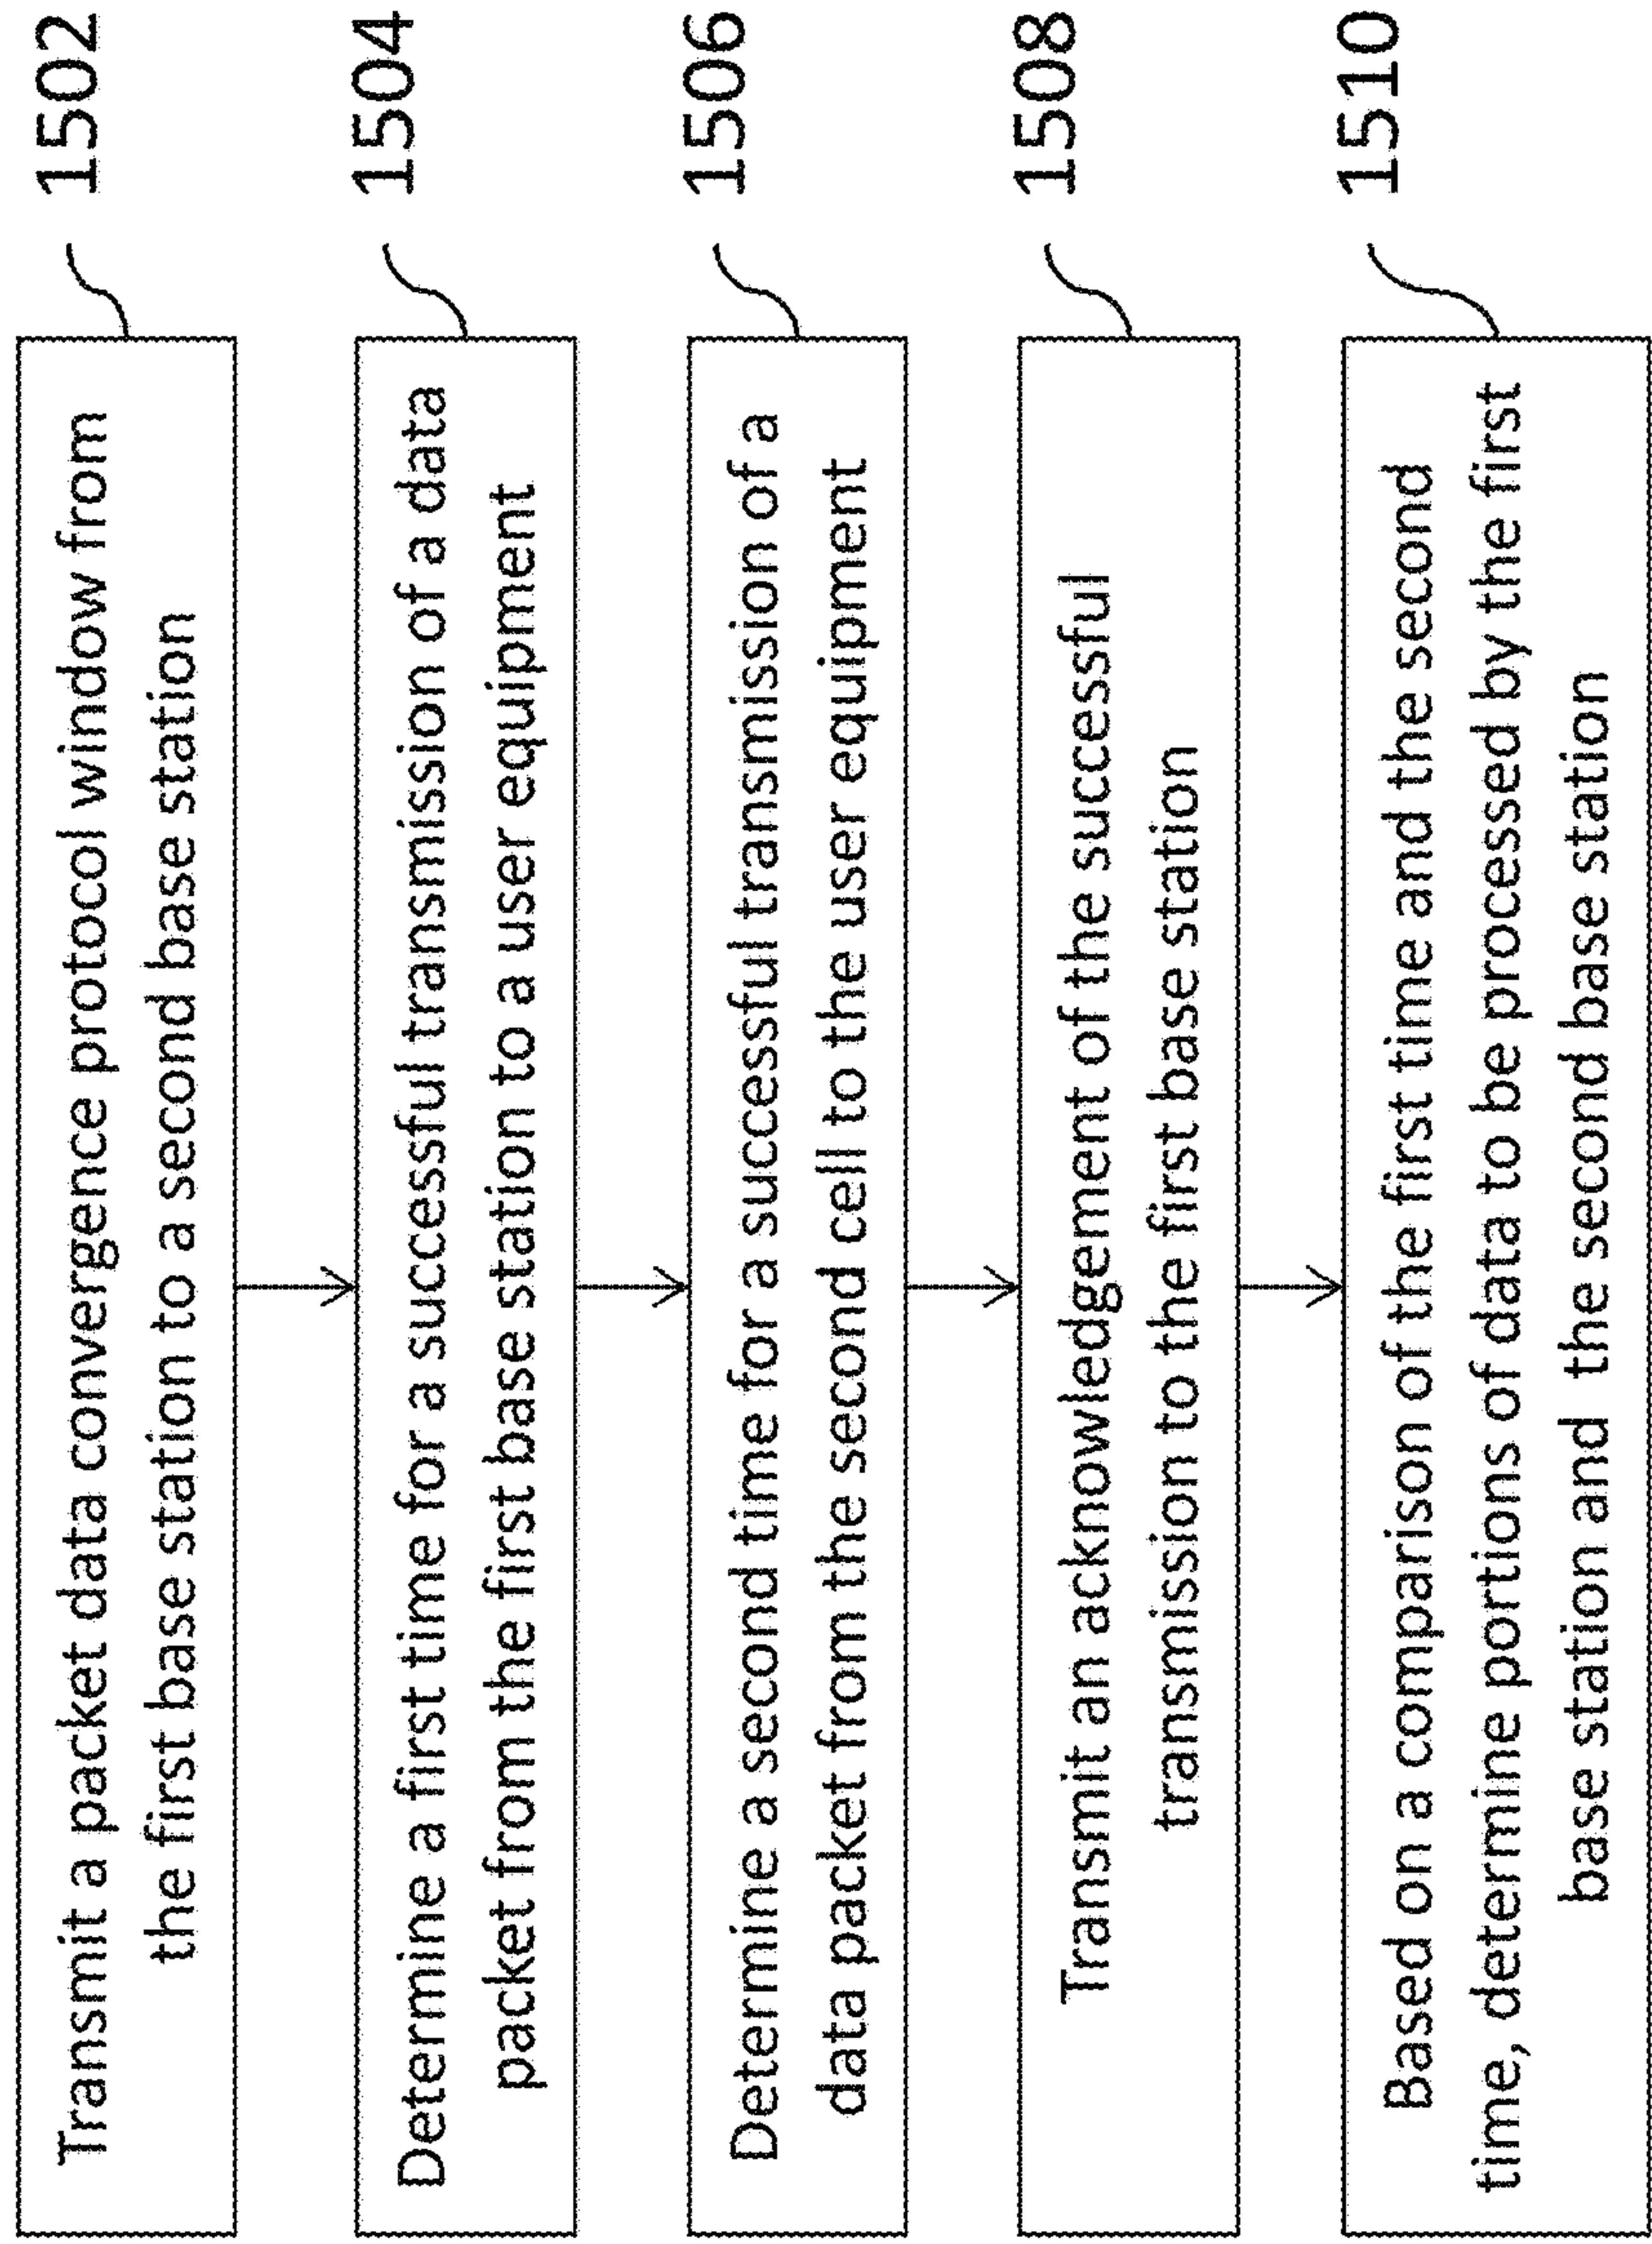 Transmit a packet data convergence protocol window from
the first base station to a second base station
1502
Determine a first time for a successful transmission of a data
packet from the first base station to a user equipment
1504
Determine a second time for a successful transmission of a
data packet from the second cell to the user equipment
1506
Transmit an acknowledgement of the successful
transmission to the first base station
1508
Based on a comparison of the first time and the second
time, determine portions of data to be processed by the first
base station and the second base station
1510